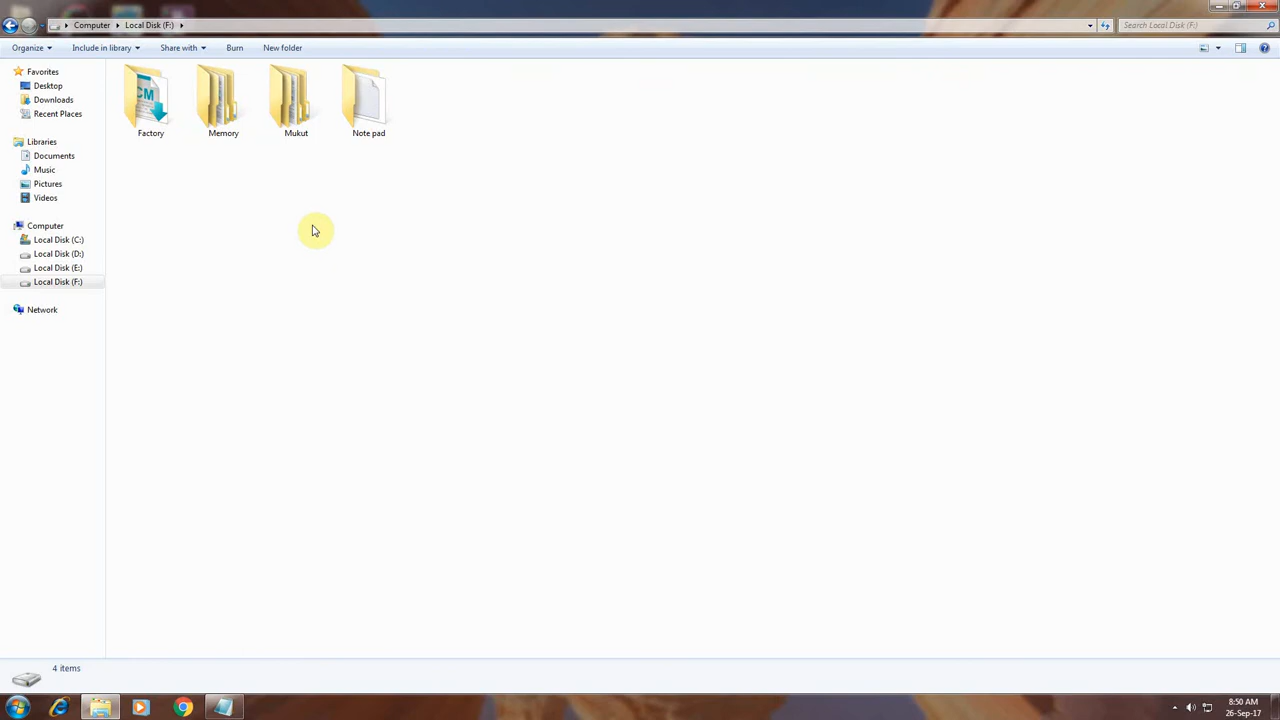 Computer Local Disk (F:)
Search Local Disk (F:)
Organize Include in library Share with Burn New folder
Favorites
Desktop
Downloads
Recent Places
Libraries
Documents
Music
Pictures
Videos
Computer
Local Disk (C:)
Local Disk (D:)
Local Disk (E:)
Local Disk (F:)
Network
CM
Factory Memory Mukut Note pad
4 items
8:50 AM
26-Sep-17